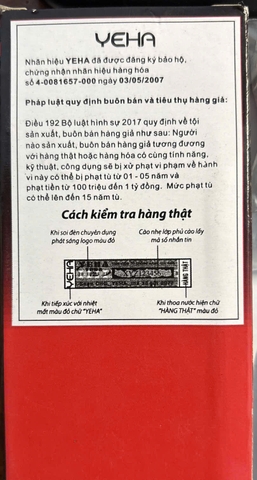 YEHA
Nhãn hiệu YEHA đã được đăng ký bảo hộ,
chứng nhận nhãn hiệu hàng hóa
số 4-0081657-000 ngày 03/05/2007
Pháp luật quy định buôn bán và tiêu thụ hàng giả:
Điều 192 Bộ luật hình sự 2017 quy định về tội
sản xuất, buôn bán hàng giả như sau: Người
nào sản xuất, buôn bán hàng giả tương đương
với hàng thật hoặc hàng hóa có cùng tính năng,
kỹ thuật, công dụng sẽ bị xử phạt vi phạm về hành
vi này có thể bị phạt tù từ 01 - 05 năm và
phạt tiền từ 100 triệu đến 1 tỷ đồng. Mức phạt tù
có thể lên đến 15 năm tù.
Cách kiểm tra hàng thật
Khi soi đèn chuyên dụng
phát sáng logo màu đỏ
Cào nhẹ lớp phủ cào lấy
mã số nhắn tin
YEHA
HÀNG THẬT
Khi tiếp xúc với nhiệt
mất màu đỏ chữ "YEHA"
Khi thoa nước hiện chữ
"HÀNG THẬT" màu đỏ